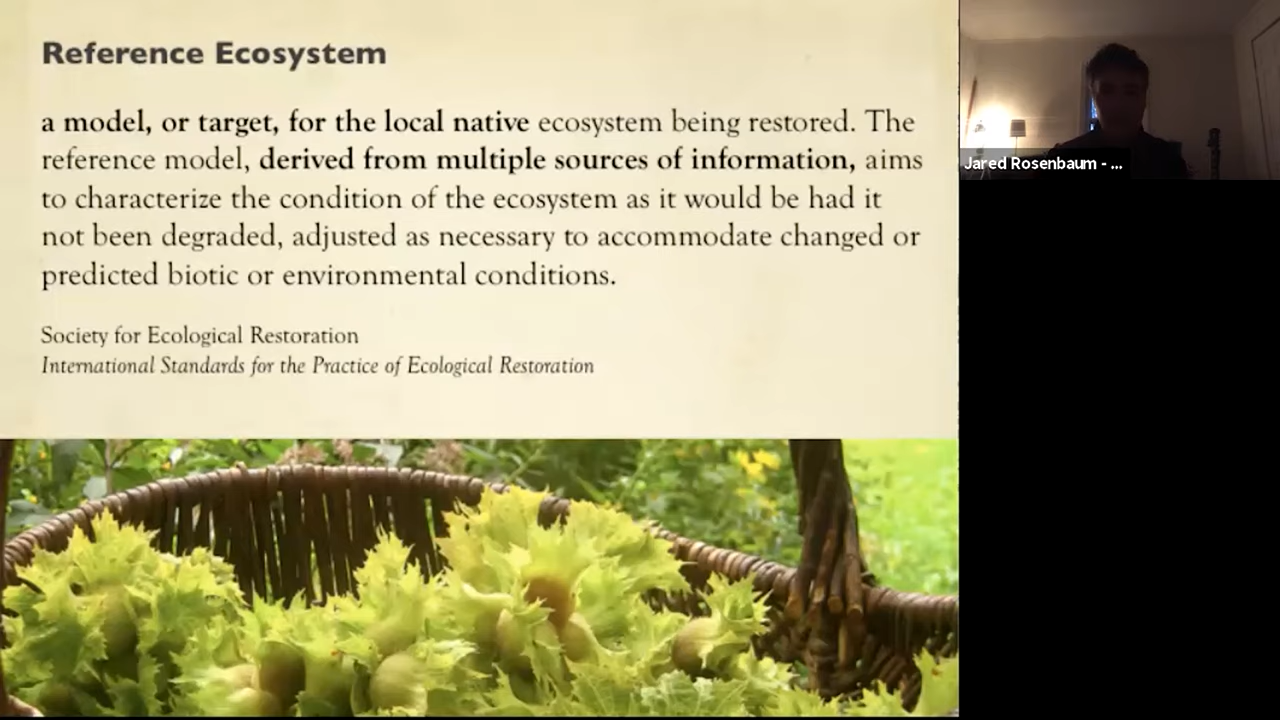 Reference Ecosystem
a model, or target, for the local native ecosystem being restored. The
reference model, derived from multiple sources of information, aims
to characterize the condition of the ecosystem as it would be had it
not been degraded, adjusted as necessary to accommodate changed or
predicted biotic or environmental conditions.
Society for Ecological Restoration
International Standards for the Practice of Ecological Restoration
Jared Rosenbaum - ...